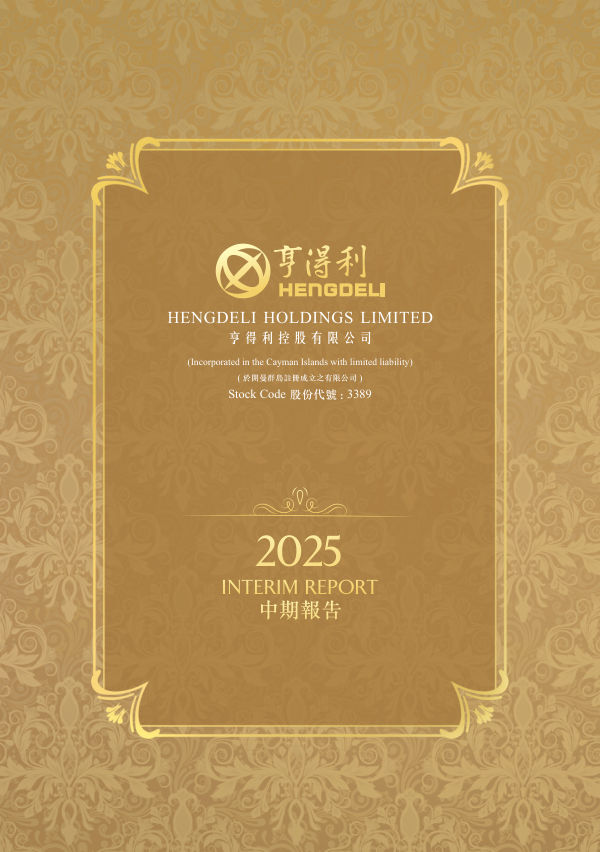 亨得利
HENGDELI
HENGDELI HOLDINGS LIMITED
亨得利控股有限公司
(Incorporated in the Cayman Islands with limited liability)
(於開曼群島註冊成立之有限公司)
Stock Code 股份代號 : 3389
2025
INTERIM REPORT
中期報告